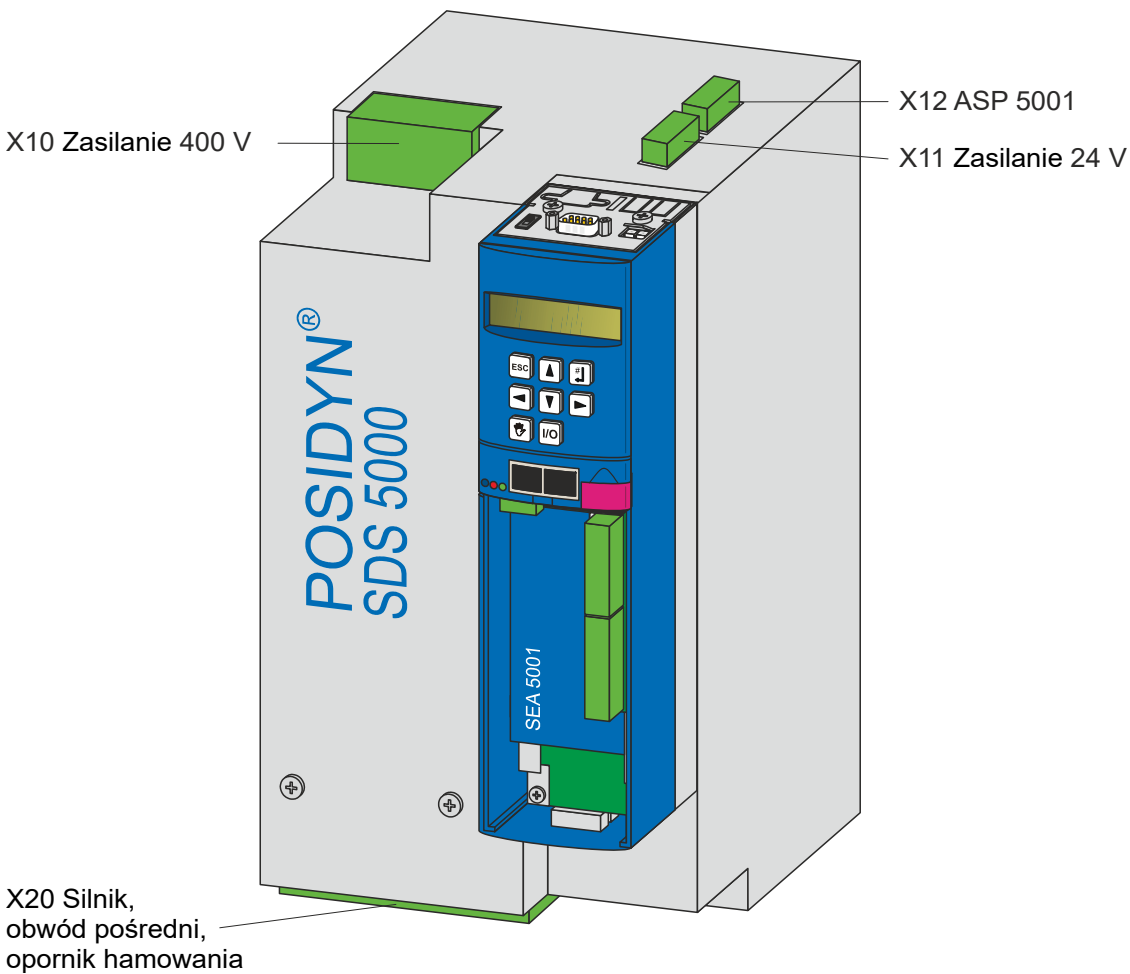 X12 ASP 5001
X10 Zasilanie 400 V
X11 Zasilanie 24 V
ESC
#
I/O
POSIDYN®
SDS 5000
SEA 5001
X20 Silnik,
obwód pośredni,
opornik hamowania